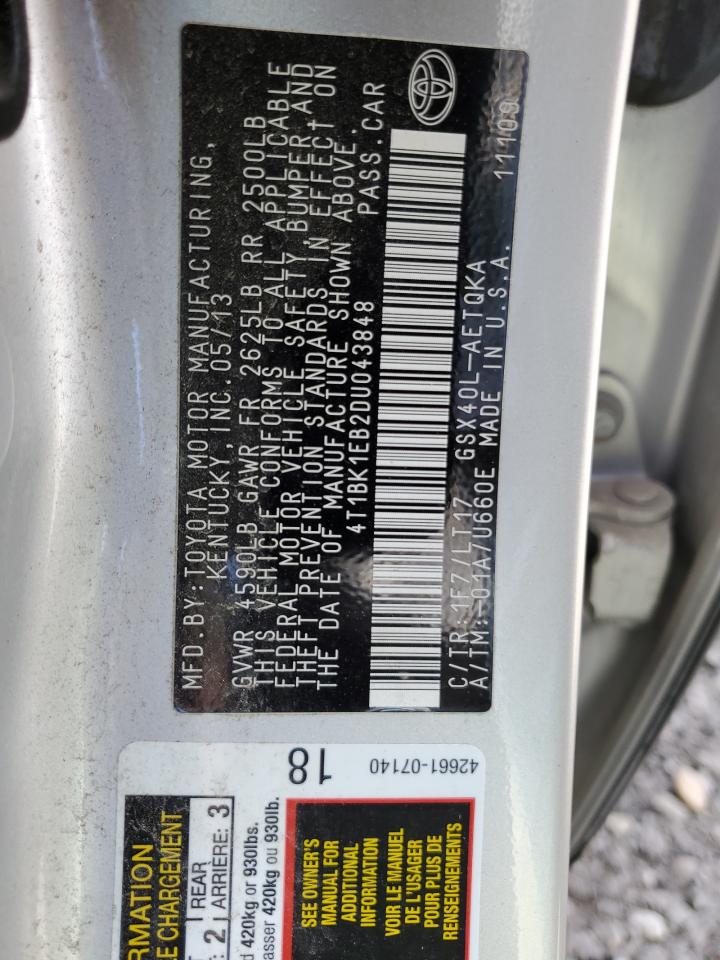 MFD.BY:TOYOTA MOTOR MANUFACTURING,
KENTUCKY, INC.05/13
GVWR 4590LB GAWR FR 2625LB RR 2500LB
THIS VEHICLE CONFORMS TO ALL APPLICABLE
FEDERAL MOTOR VEHICLE SAFETY, BUMPER AND
THEFT PREVENTION STANDARDS IN EFFECT ON
THE DATE OF MANUFACTURE SHOWN ABOVE.
4T1BK1EB2DU043848 PASS.CAR
C/TR:1F7/LT17 GSX40L-AETQKA
A/TM:-01A/U660E MADE IN U.S.A. 11109
18
42661-07140
RMATION
E CHARGEMENT
2 REAR
ARRIÈRE: 3
420kg or 930lbs.
asser 420kg ou 930lb.
SEE OWNER'S
MANUAL FOR
ADDITIONAL
INFORMATION
VOIR LE MANUEL
DE L'USAGER
POUR PLUS DE
RENSEIGNEMENTS